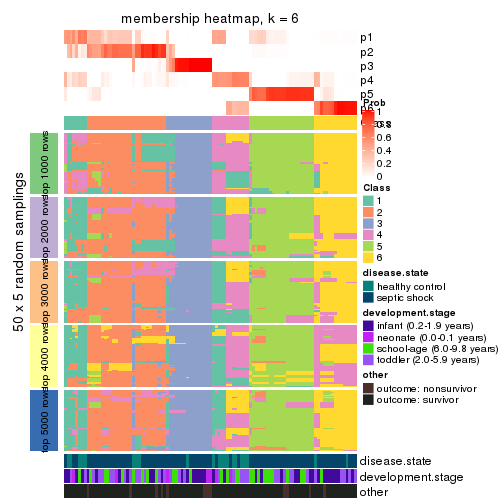 membership heatmap, k = 6
p1
p2
p3
p4
p5
p6
Class
50 x 5 random samplings
top 1000 rows
top 2000 rows
top 3000 rows
top 4000 rows
top 5000 rows
disease.state
development.stage
other
Prob
1
0.8
0.6
0.4
0.2
0
Class
1
2
3
4
5
6
disease.state
healthy control
septic shock
development.stage
infant (0.2-1.9 years)
neonate (0.0-0.1 years)
school-age (6.0-9.8 years)
toddler (2.0-5.9 years)
other
outcome: nonsurvivor
outcome: survivor